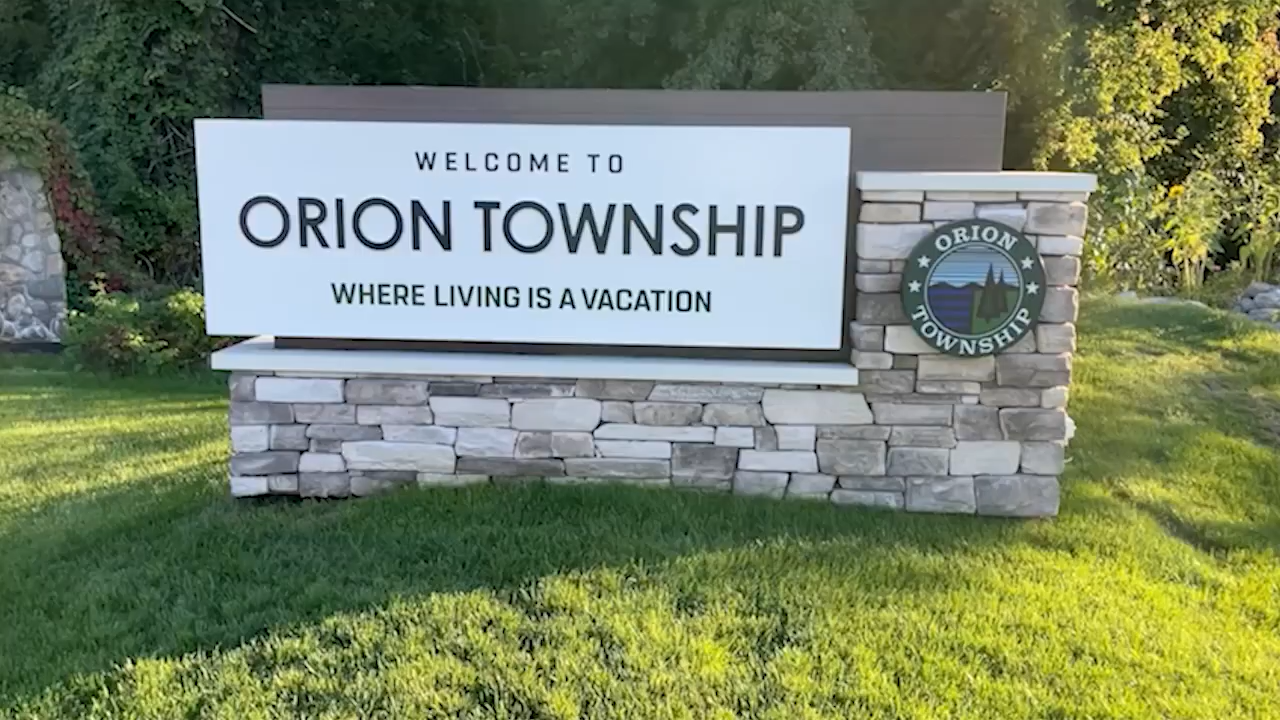 WELCOME TO
ORION TOWNSHIP
WHERE LIVING IS A VACATION
ORION
TOWNSHIP